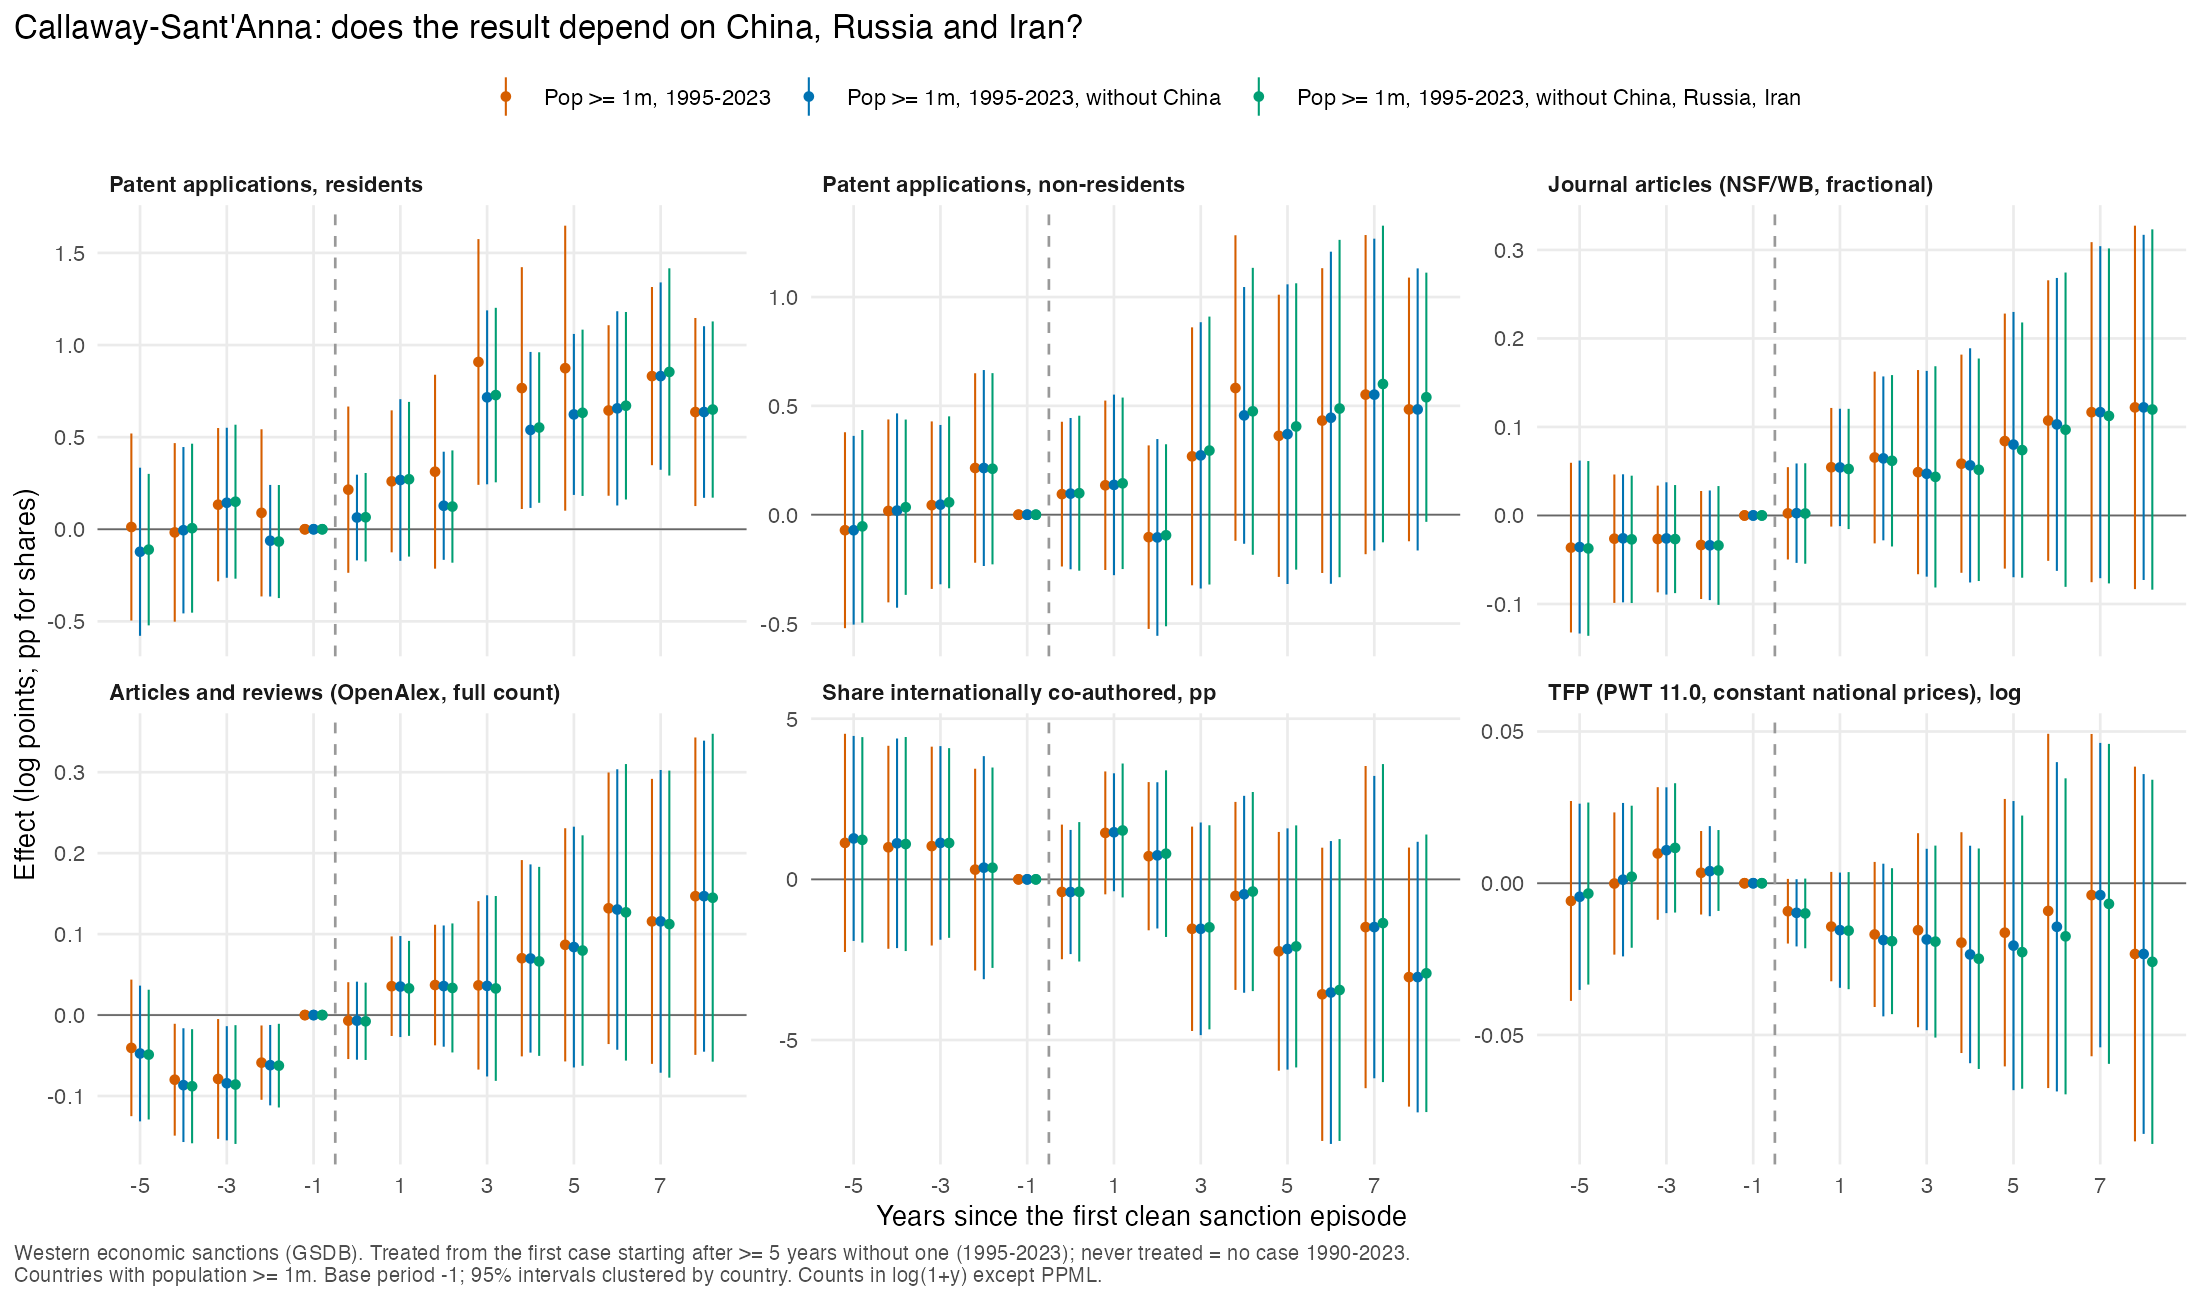 Callaway-Sant'Anna: does the result depend on China, Russia and Iran?
Pop >= 1m, 1995-2023
Pop >= 1m, 1995-2023, without China
Pop >= 1m, 1995-2023, without China, Russia, Iran
Effect (log points; pp for shares)
Patent applications, residents
1.5
1.0
0.5
0.0
-0.5
Patent applications, non-residents
1.0
0.5
0.0
-0.5
Journal articles (NSF/WB, fractional)
0.3
0.2
0.1
0.0
-0.1
Articles and reviews (OpenAlex, full count)
0.3
0.2
0.1
0.0
-0.1
-5 -3 -1 1 3 5 7
Share internationally co-authored, pp
5
0
-5
-5 -3 -1 1 3 5 7
TFP (PWT 11.0, constant national prices), log
0.05
0.00
-0.05
-5 -3 -1 1 3 5 7
Years since the first clean sanction episode
Western economic sanctions (GSDB). Treated from the first case starting after >= 5 years without one (1995-2023); never treated = no case 1990-2023.
Countries with population >= 1m. Base period -1; 95% intervals clustered by country. Counts in log(1+y) except PPML.